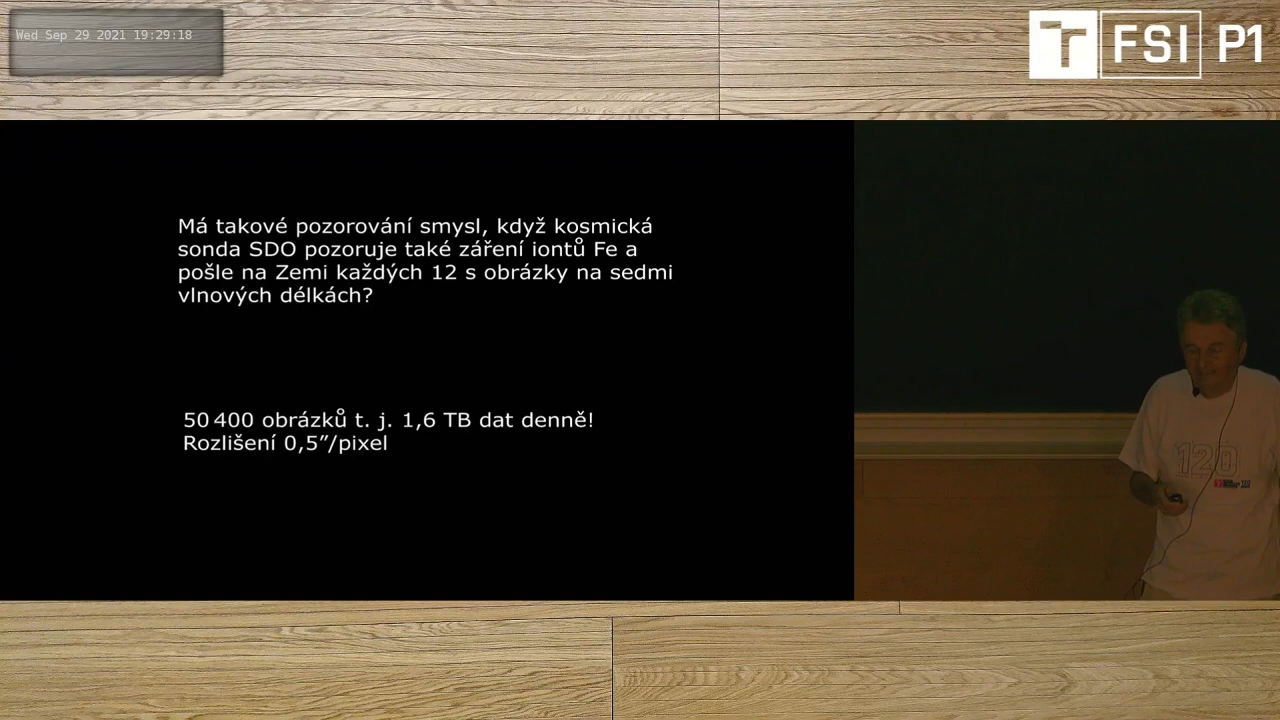 Wed Sep 29 2021 19:29:18
T FSI P1
Má takové pozorování smysl, když kosmická
sonda SDO pozoruje také záření iontů Fe a
pošle na Zemi každých 12 s obrázky na sedmi
vlnových délkách?
50 400 obrázků t. j. 1,6 TB dat denně!
Rozlišení 0,5”/pixel
120